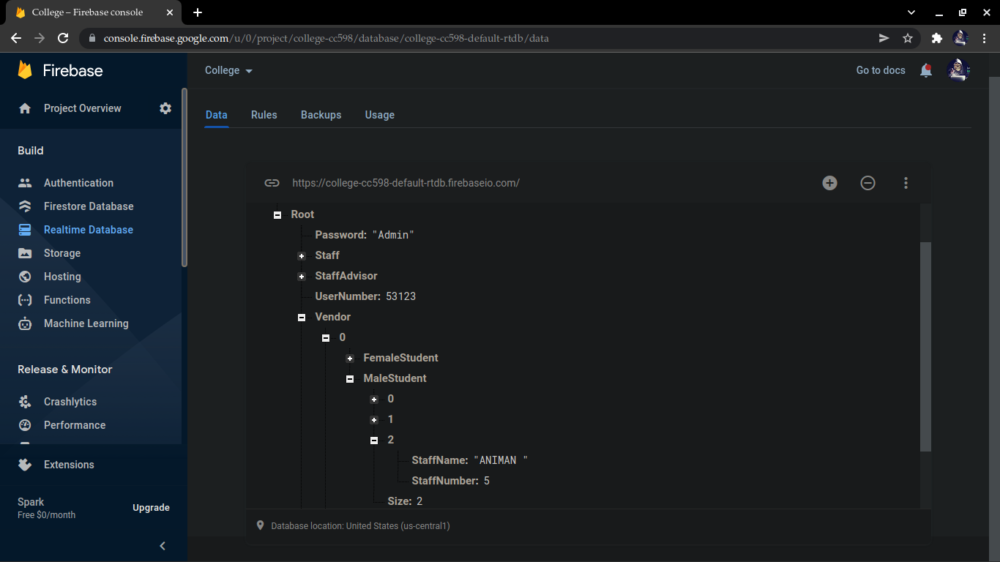 College – Firebase console
console.firebase.google.com/u/0/project/college-cc598/database/college-cc598-default-rtdb/data
Firebase
College
Go to docs
Project Overview
Data Rules Backups Usage
Build
Authentication
Firestore Database
Realtime Database
Storage
Hosting
Functions
Machine Learning
Release & Monitor
Crashlytics
Performance
Extensions
Spark
Free $0/month
Upgrade
https://college-cc598-default-rtdb.firebaseio.com/
Root
Password: "Admin"
Staff
StaffAdvisor
UserNumber: 53123
Vendor
0
FemaleStudent
MaleStudent
0
1
2
StaffName: "ANIMAN "
StaffNumber: 5
Size: 2
Database location: United States (us-central1)